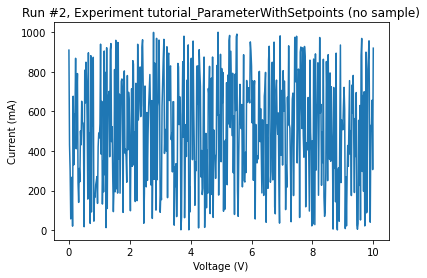 Run #2, Experiment tutorial_ParameterWithSetpoints (no sample)
1000
800
600
400
200
0
Current (mA)
0 2 4 6 8 10
Voltage (V)